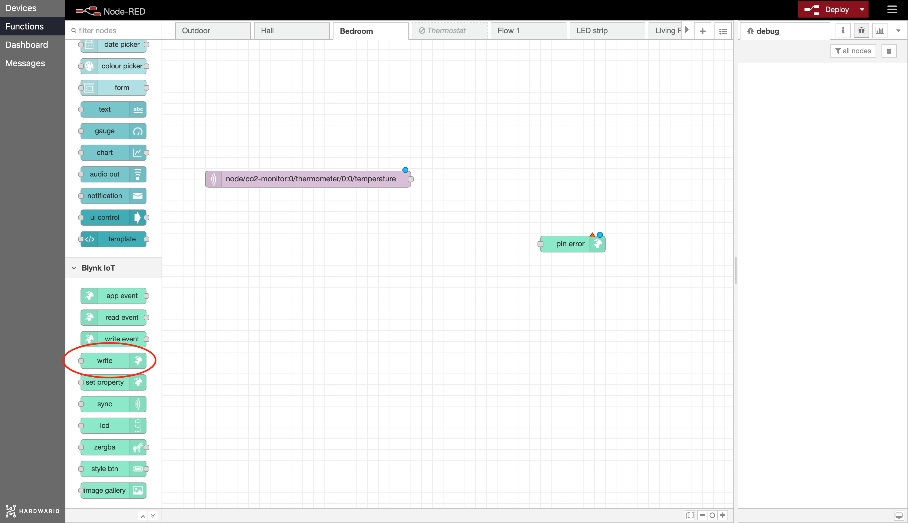 Devices
Functions
Dashboard
Messages
HARDWARIO
Node-RED
Deploy
filter nodes
date picker
colour picker
form
text
abc
gauge
chart
audio out
notification
ui control
</> template
Blynk IoT
app event
read event
write event
write
set property
sync
lcd
zergba
style btn
image gallery
Outdoor
Hall
Bedroom
Thermostat
Flow 1
LED strip
Living
node/co2-monitor:0/thermometer/0:0/temperature
pin error
debug
i
all nodes